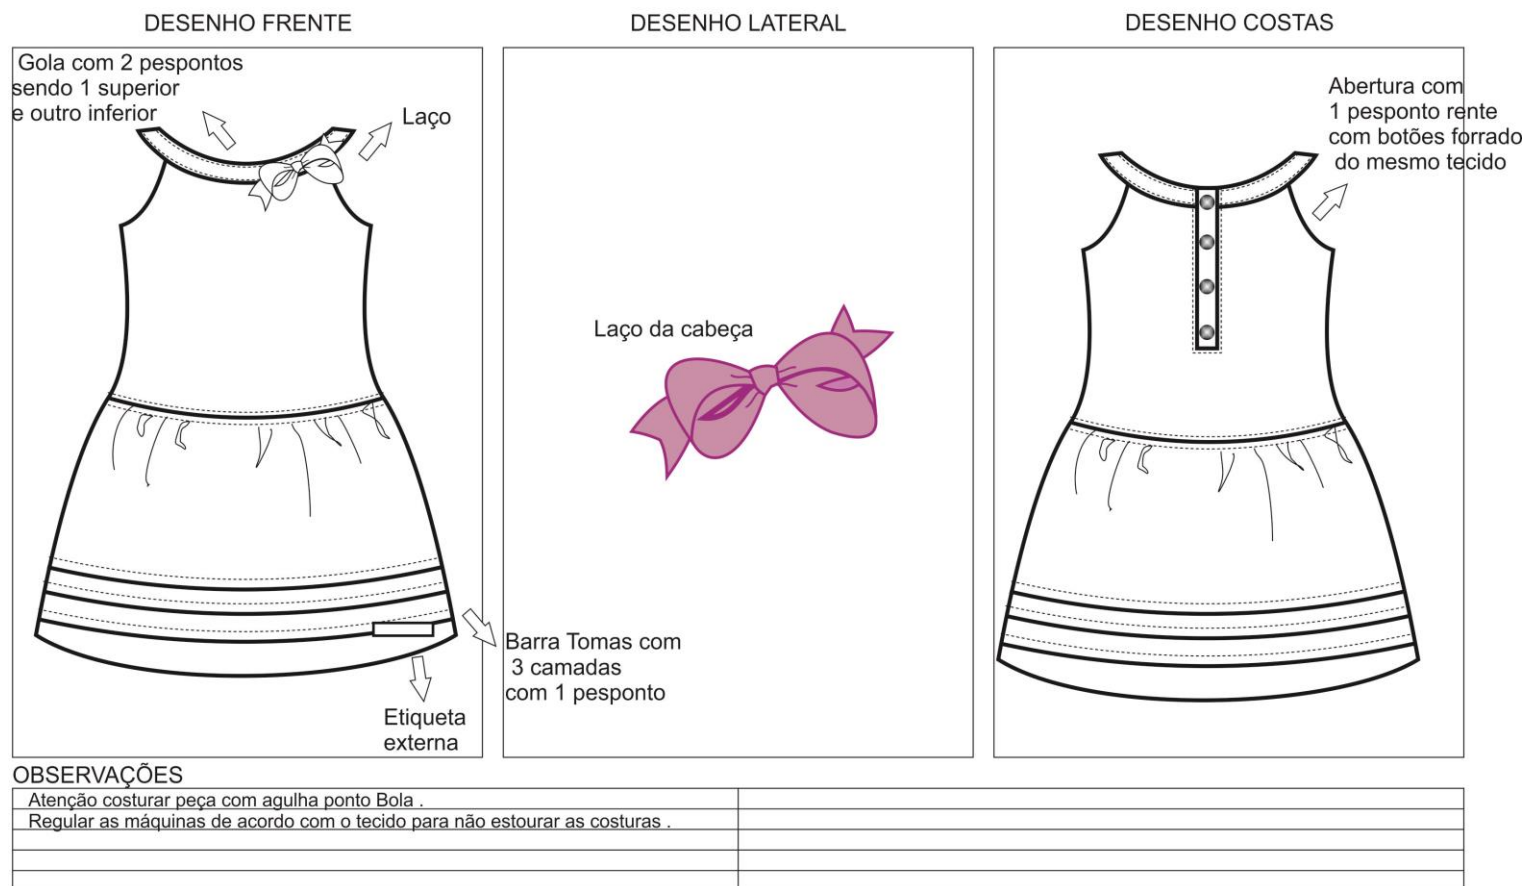 DESENHO FRENTE
Gola com 2 pespontos
sendo 1 superior
e outro inferior
Laço
Etiqueta
externa
DESENHO LATERAL
Laço da cabeça
Barra Tomas com
3 camadas
com 1 pesponto
DESENHO COSTAS
Abertura com
1 pesponto rente
com botões forrado
do mesmo tecido
OBSERVAÇÕES
Atenção costurar peça com agulha ponto Bola .
Regular as máquinas de acordo com o tecido para não estourar as costuras .